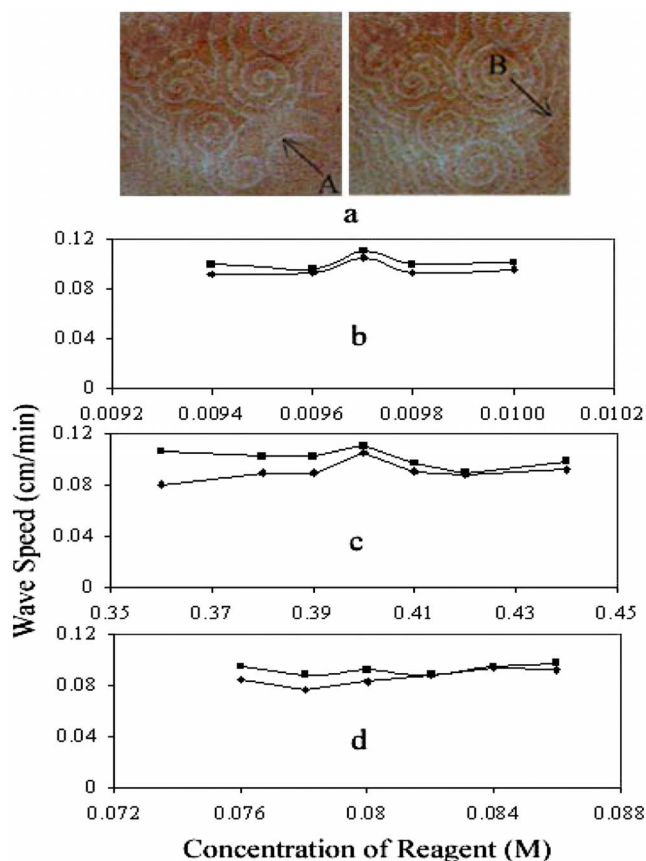 A
B
a
0.12
0.08
0.04
0
b
0.0092 0.0094 0.0096 0.0098 0.0100 0.0102
0.12
0.08
0.04
0
c
0.35 0.37 0.39 0.41 0.43 0.45
0.12
0.08
0.04
0
d
0.072 0.076 0.08 0.084 0.088
Wave Speed (cm/min)
Concentration of Reagent (M)